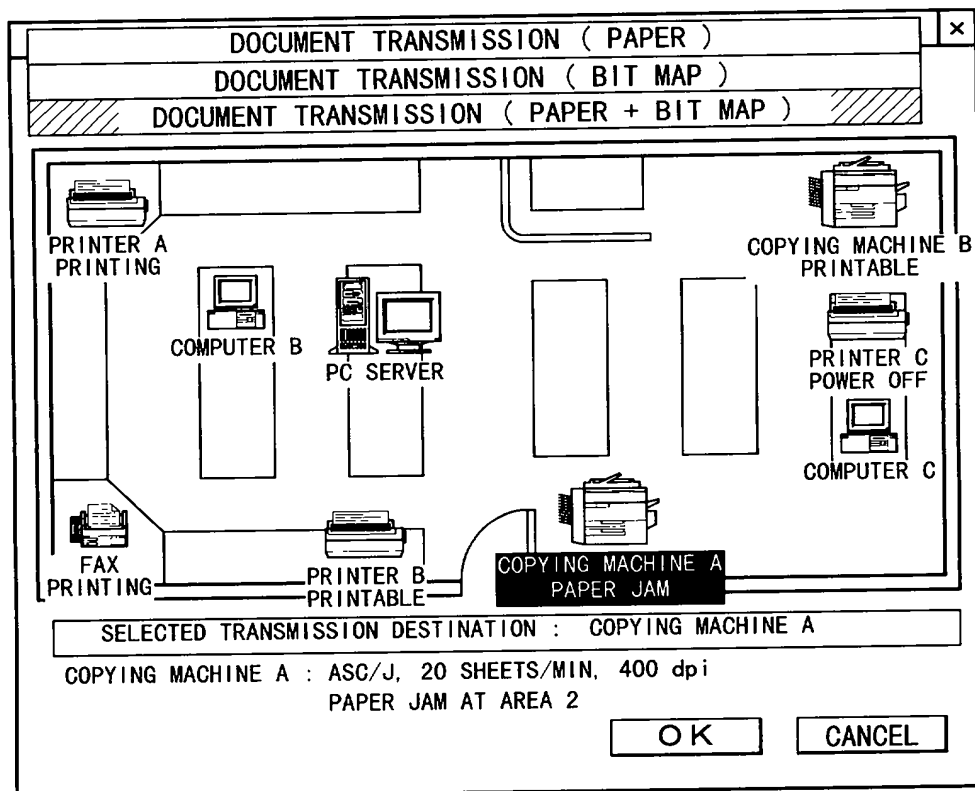 ×
DOCUMENT TRANSMISSION ( PAPER )
DOCUMENT TRANSMISSION ( BIT MAP )
DOCUMENT TRANSMISSION ( PAPER + BIT MAP )
PRINTER A
PRINTING
COPYING MACHINE B
PRINTABLE
COMPUTER B
PC SERVER
PRINTER C
POWER OFF
COMPUTER C
FAX
PRINTING
PRINTER B
PRINTABLE
COPYING MACHINE A
PAPER JAM
SELECTED TRANSMISSION DESTINATION : COPYING MACHINE A
COPYING MACHINE A : ASC/J, 20 SHEETS/MIN, 400 dpi
PAPER JAM AT AREA 2
OK
CANCEL